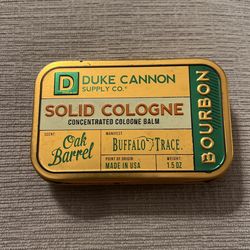 D DUKE CANNON
SUPPLY CO.
SOLID COLOGNE
CONCENTRATED COLOGNE BALM
SCENT:
Oak
Barrel
MANIFEST
BUFFALO TRACE.
POINT OF ORIGIN:
MADE IN USA
WEIGHT:
1.5 OZ
BOURBON